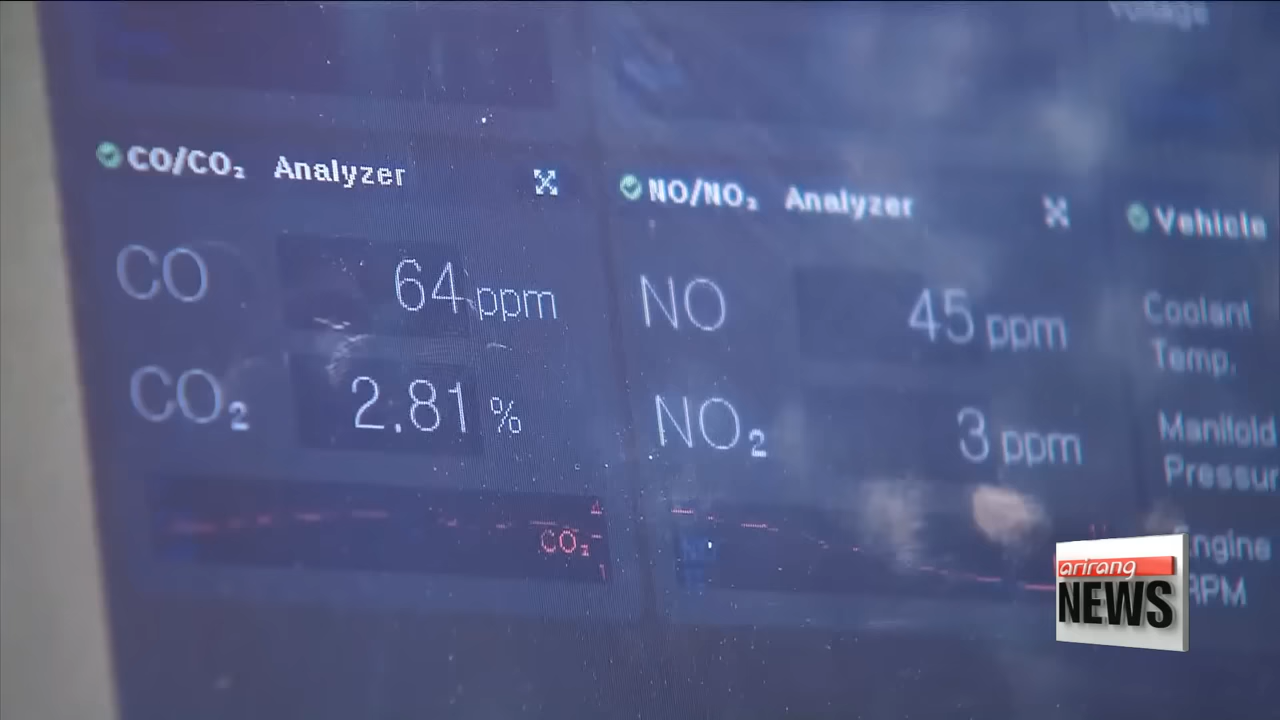 Voltage
CO/CO₂ Analyzer
CO 64 ppm
CO₂ 2.81 %
CO₂
NO/NO₂ Analyzer
NO 45 ppm
NO₂ 3 ppm
Vehicle
Coolant
Temp.
Manifold
Pressur
Engine
RPM
arirang
NEWS